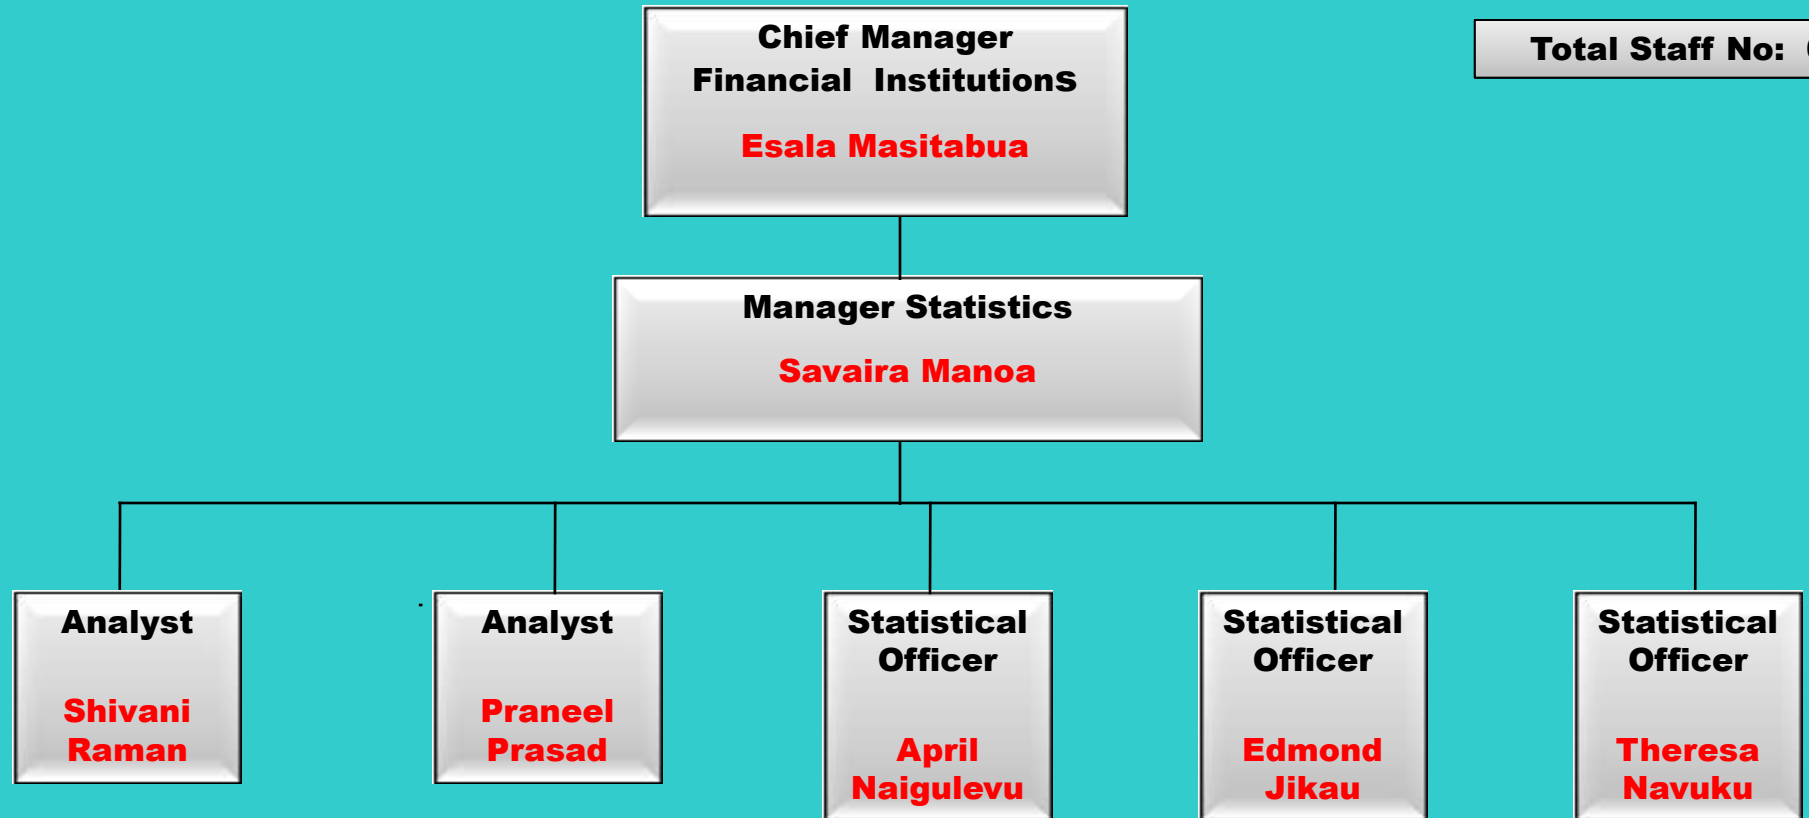 Chief Manager
Financial Institutions
Esala Masitabua
Total Staff No:
Manager Statistics
Savaira Manoa
Analyst
Shivani
Raman
Analyst
Praneel
Prasad
Statistical
Officer
April
Naigulevu
Statistical
Officer
Edmond
Jikau
Statistical
Officer
Theresa
Navuku